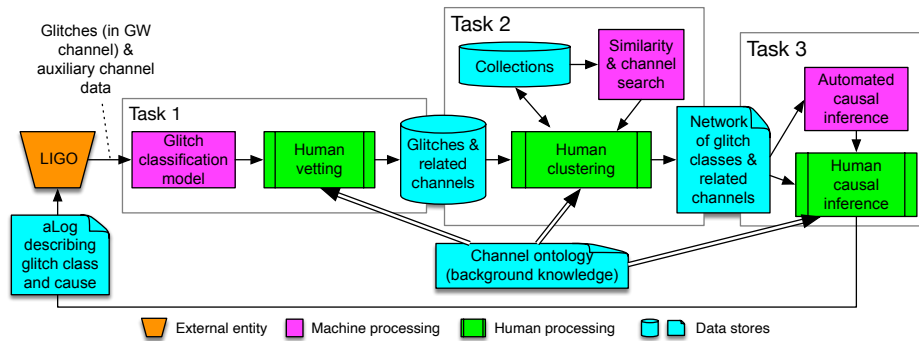 Glitches (in GW
channel) &
auxiliary channel
data
Task 1
LIGO
Glitch
classification
model
Human
vetting
Glitches &
related
channels
Task 2
Collections
Similarity
& channel
search
Human
clustering
Network
of glitch
classes &
related
channels
Task 3
Automated
causal
inference
Human
causal
inference
aLog
describing
glitch class
and cause
Channel ontology
(background knowledge)
External entity
Machine processing
Human processing
Data stores